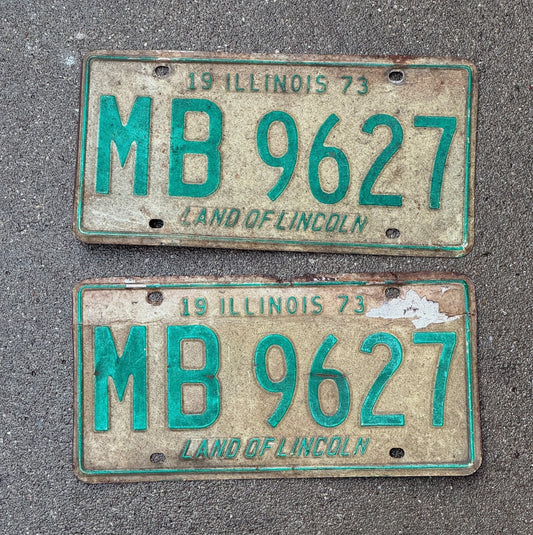 19 ILLINOIS 73
MB 9627
LAND OF LINCOLN
19 ILLINOIS 73
MB 9627
LAND OF LINCOLN